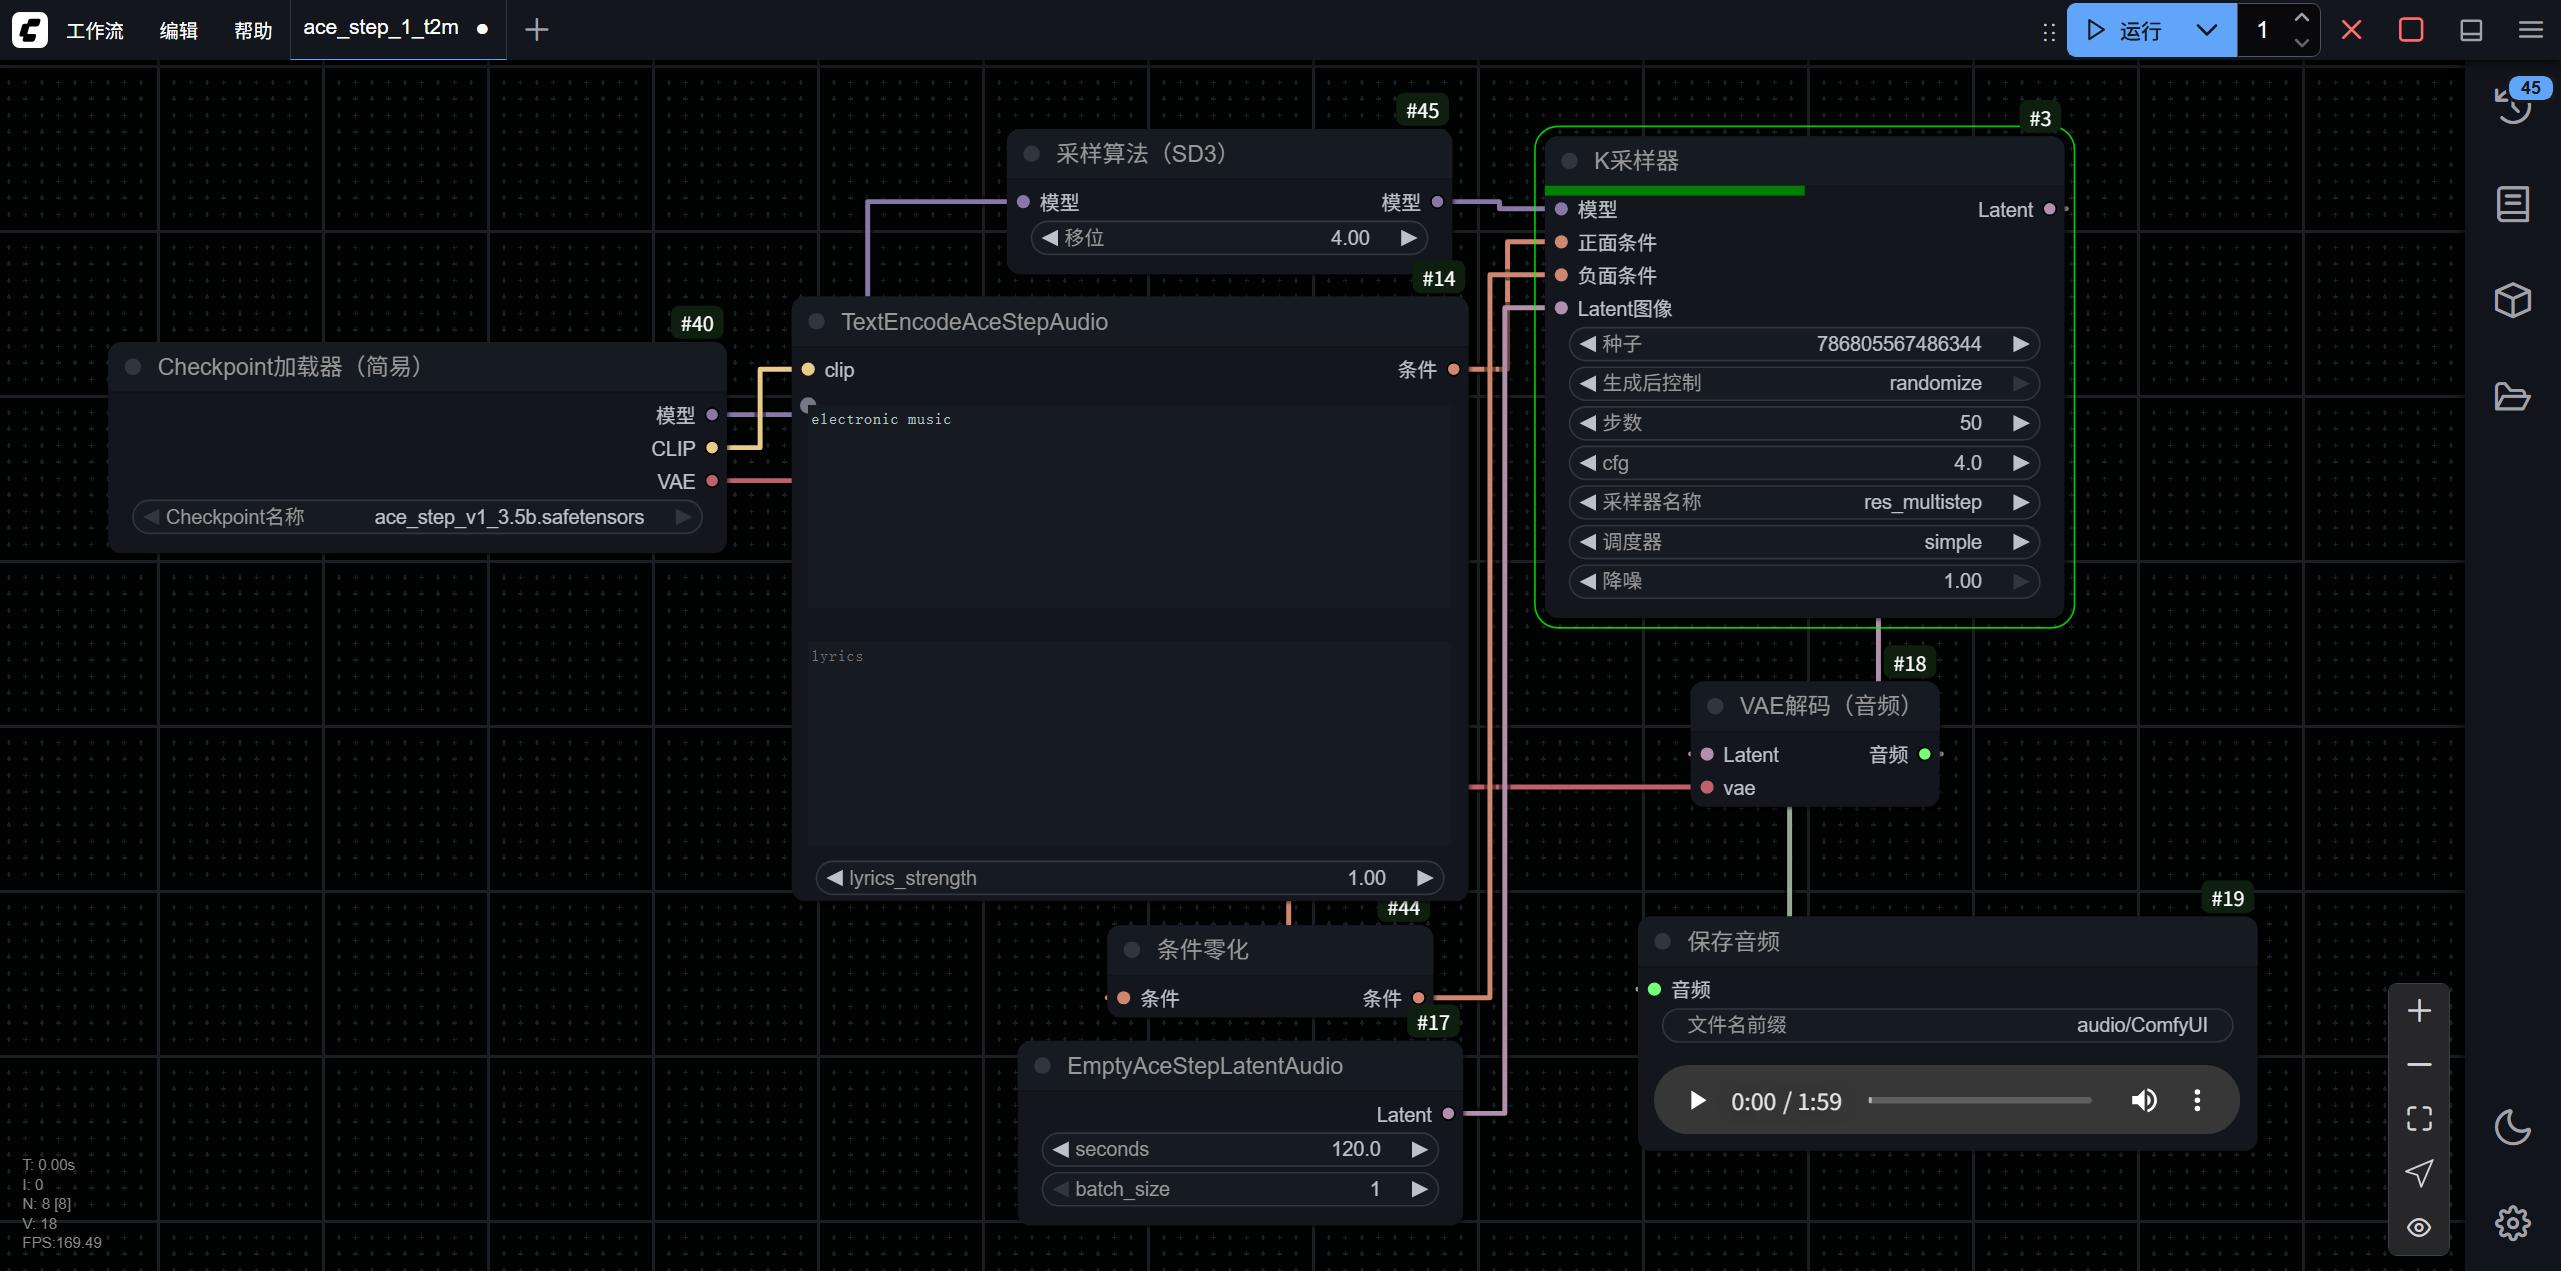 工作流 编辑 帮助 ace_step_1_t2m 运行 1
45
#45
采样算法（SD3）
模型 模型
移位 4.00
#3
K采样器
模型 Latent
正面条件
负面条件
Latent图像
种子 786805567486344
生成后控制 randomize
步数 50
cfg 4.0
采样器名称 res_multistep
调度器 simple
降噪 1.00
#40
Checkpoint加载器（简易）
模型
CLIP
VAE
Checkpoint名称 ace_step_v1_3.5b.safetensors
#14
TextEncodeAceStepAudio
clip 条件
electronic music
lyrics
lyrics_strength 1.00
#18
VAE解码（音频）
Latent 音频
vae
#44
条件零化
条件 条件
#17
EmptyAceStepLatentAudio
Latent
seconds 120.0
batch_size 1
#19
保存音频
音频
文件名前缀 audio/ComfyUI
0:00 / 1:59
T: 0.00s
I: 0
N: 8 [8]
V: 18
FPS:169.49